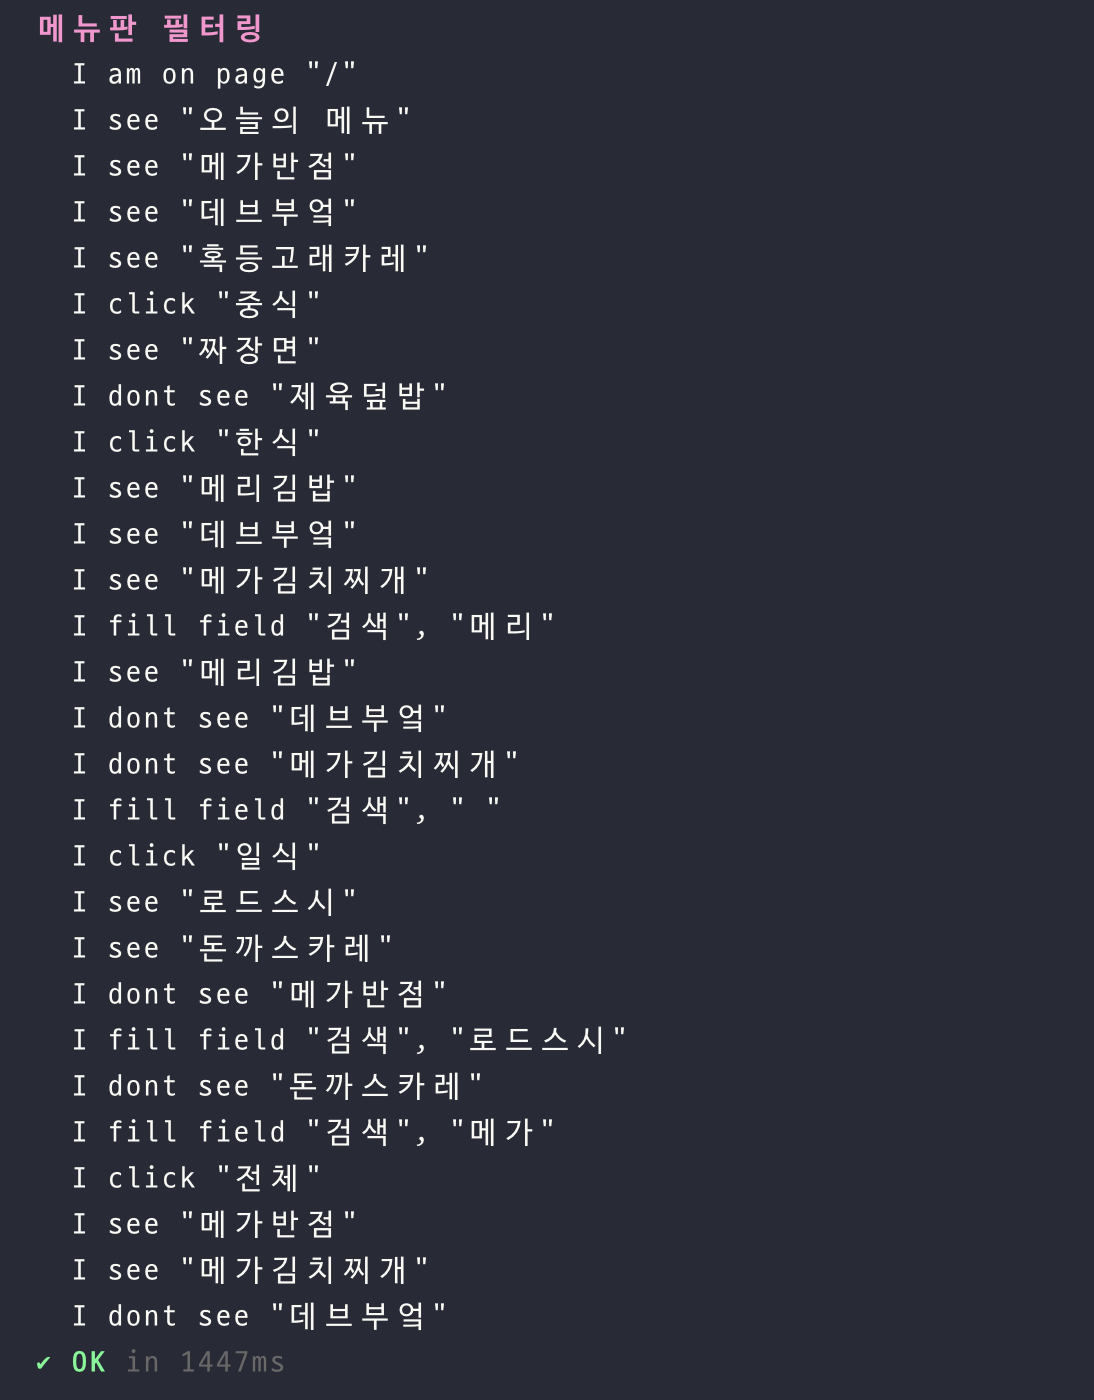 메뉴판 필터링
I am on page "/"
I see "오늘의 메뉴"
I see "메가반점"
I see "데브부엌"
I see "혹등고래카레"
I click "중식"
I see "짜장면"
I dont see "제육덮밥"
I click "한식"
I see "메리김밥"
I see "데브부엌"
I see "메가김치찌개"
I fill field "검색", "메리"
I see "메리김밥"
I dont see "데브부엌"
I dont see "메가김치찌개"
I fill field "검색", " "
I click "일식"
I see "로드스시"
I see "돈까스카레"
I dont see "메가반점"
I fill field "검색", "로드스시"
I dont see "돈까스카레"
I fill field "검색", "메가"
I click "전체"
I see "메가반점"
I see "메가김치찌개"
I dont see "데브부엌"
✔ OK in 1447ms